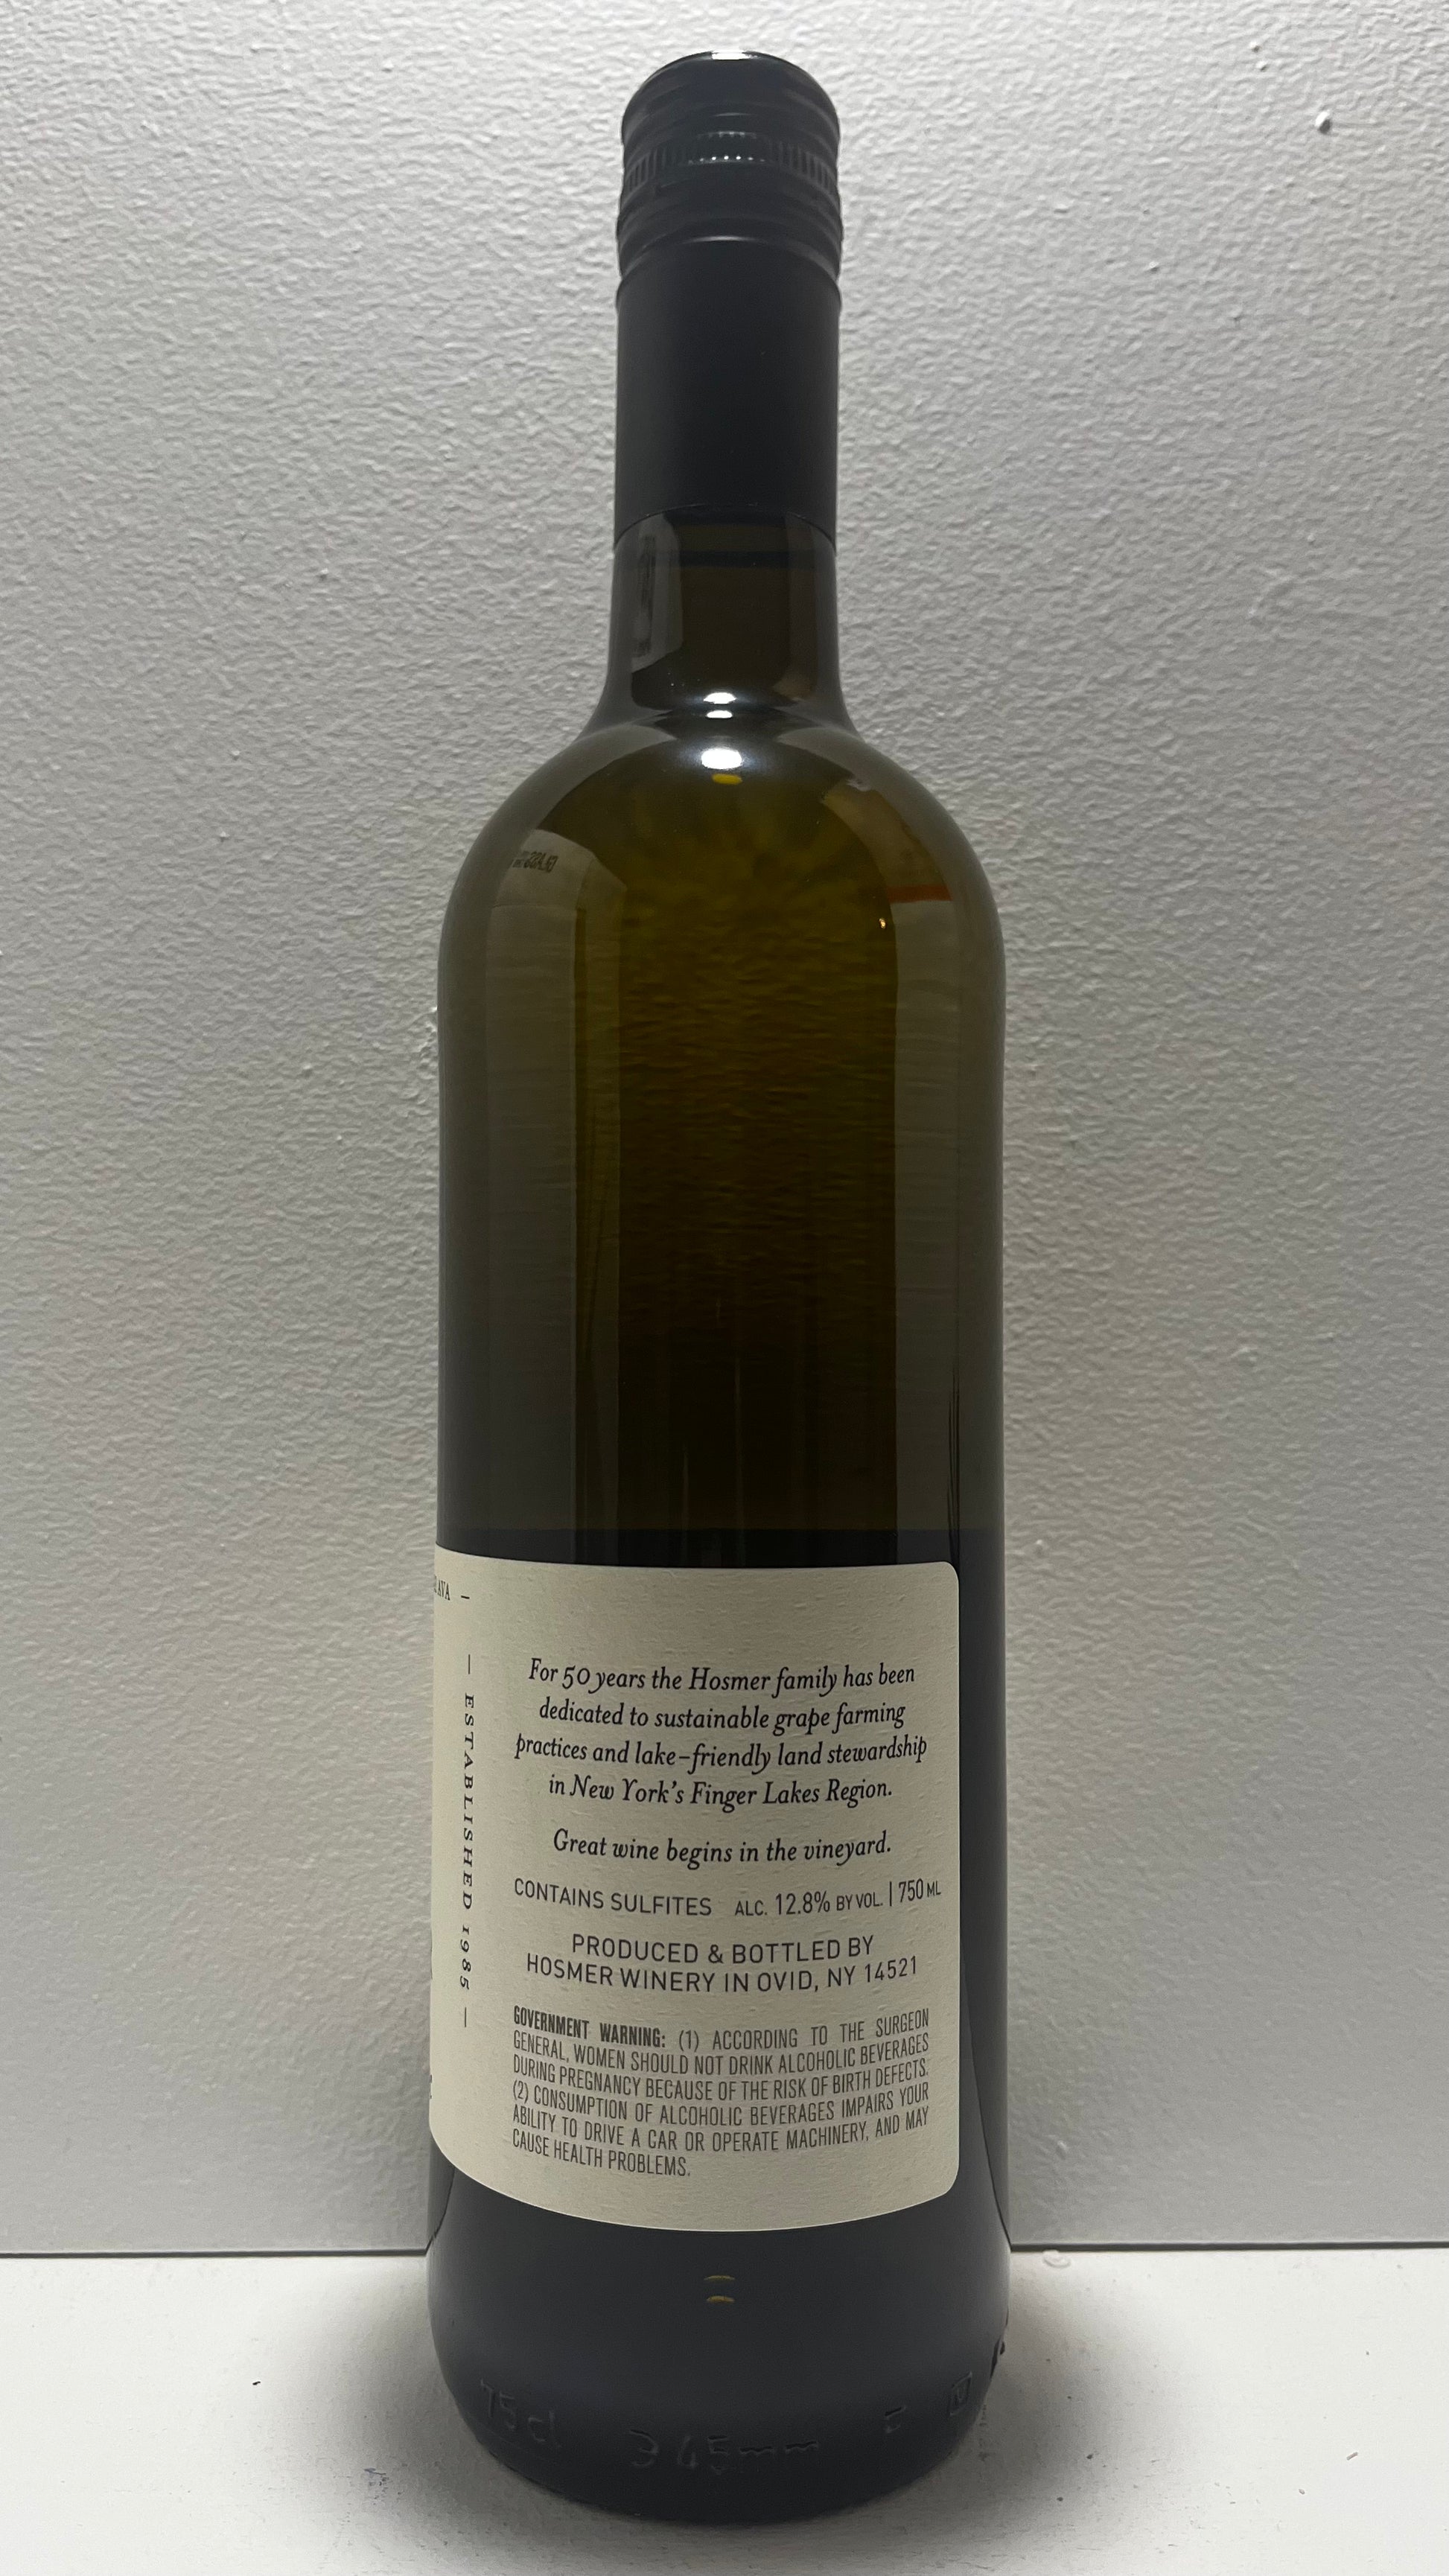 AVA –
— ESTABLISHED 1985 —
For 50 years the Hosmer family has been
dedicated to sustainable grape farming
practices and lake-friendly land stewardship
in New York's Finger Lakes Region.
Great wine begins in the vineyard.
CONTAINS SULFITES ALC. 12.8% BY VOL. | 750 ML
PRODUCED & BOTTLED BY
HOSMER WINERY IN OVID, NY 14521
GOVERNMENT WARNING: (1) ACCORDING TO THE SURGEON
GENERAL, WOMEN SHOULD NOT DRINK ALCOHOLIC BEVERAGES
DURING PREGNANCY BECAUSE OF THE RISK OF BIRTH DEFECTS.
(2) CONSUMPTION OF ALCOHOLIC BEVERAGES IMPAIRS YOUR
ABILITY TO DRIVE A CAR OR OPERATE MACHINERY, AND MAY
CAUSE HEALTH PROBLEMS.
75cl 345mm